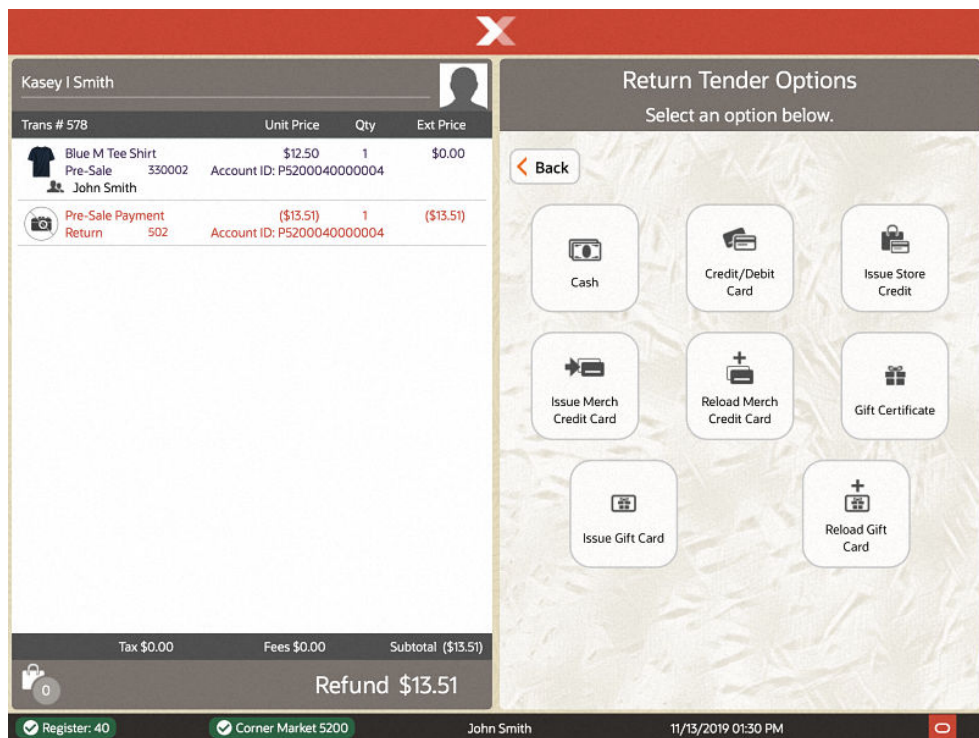 Kasey I Smith
Trans # 578 Unit Price Qty Ext Price
Blue M Tee Shirt $12.50 1 $0.00
Pre-Sale 330002 Account ID: P5200040000004
John Smith
Pre-Sale Payment ($13.51) 1 ($13.51)
Return 502 Account ID: P5200040000004
Tax $0.00 Fees $0.00 Subtotal ($13.51)
0
Refund $13.51
Return Tender Options
Select an option below.
Back
Cash
Credit/Debit
Card
Issue Store
Credit
Issue Merch
Credit Card
Reload Merch
Credit Card
Gift Certificate
Issue Gift Card
Reload Gift
Card
Register: 40 Corner Market 5200 John Smith 11/13/2019 01:30 PM